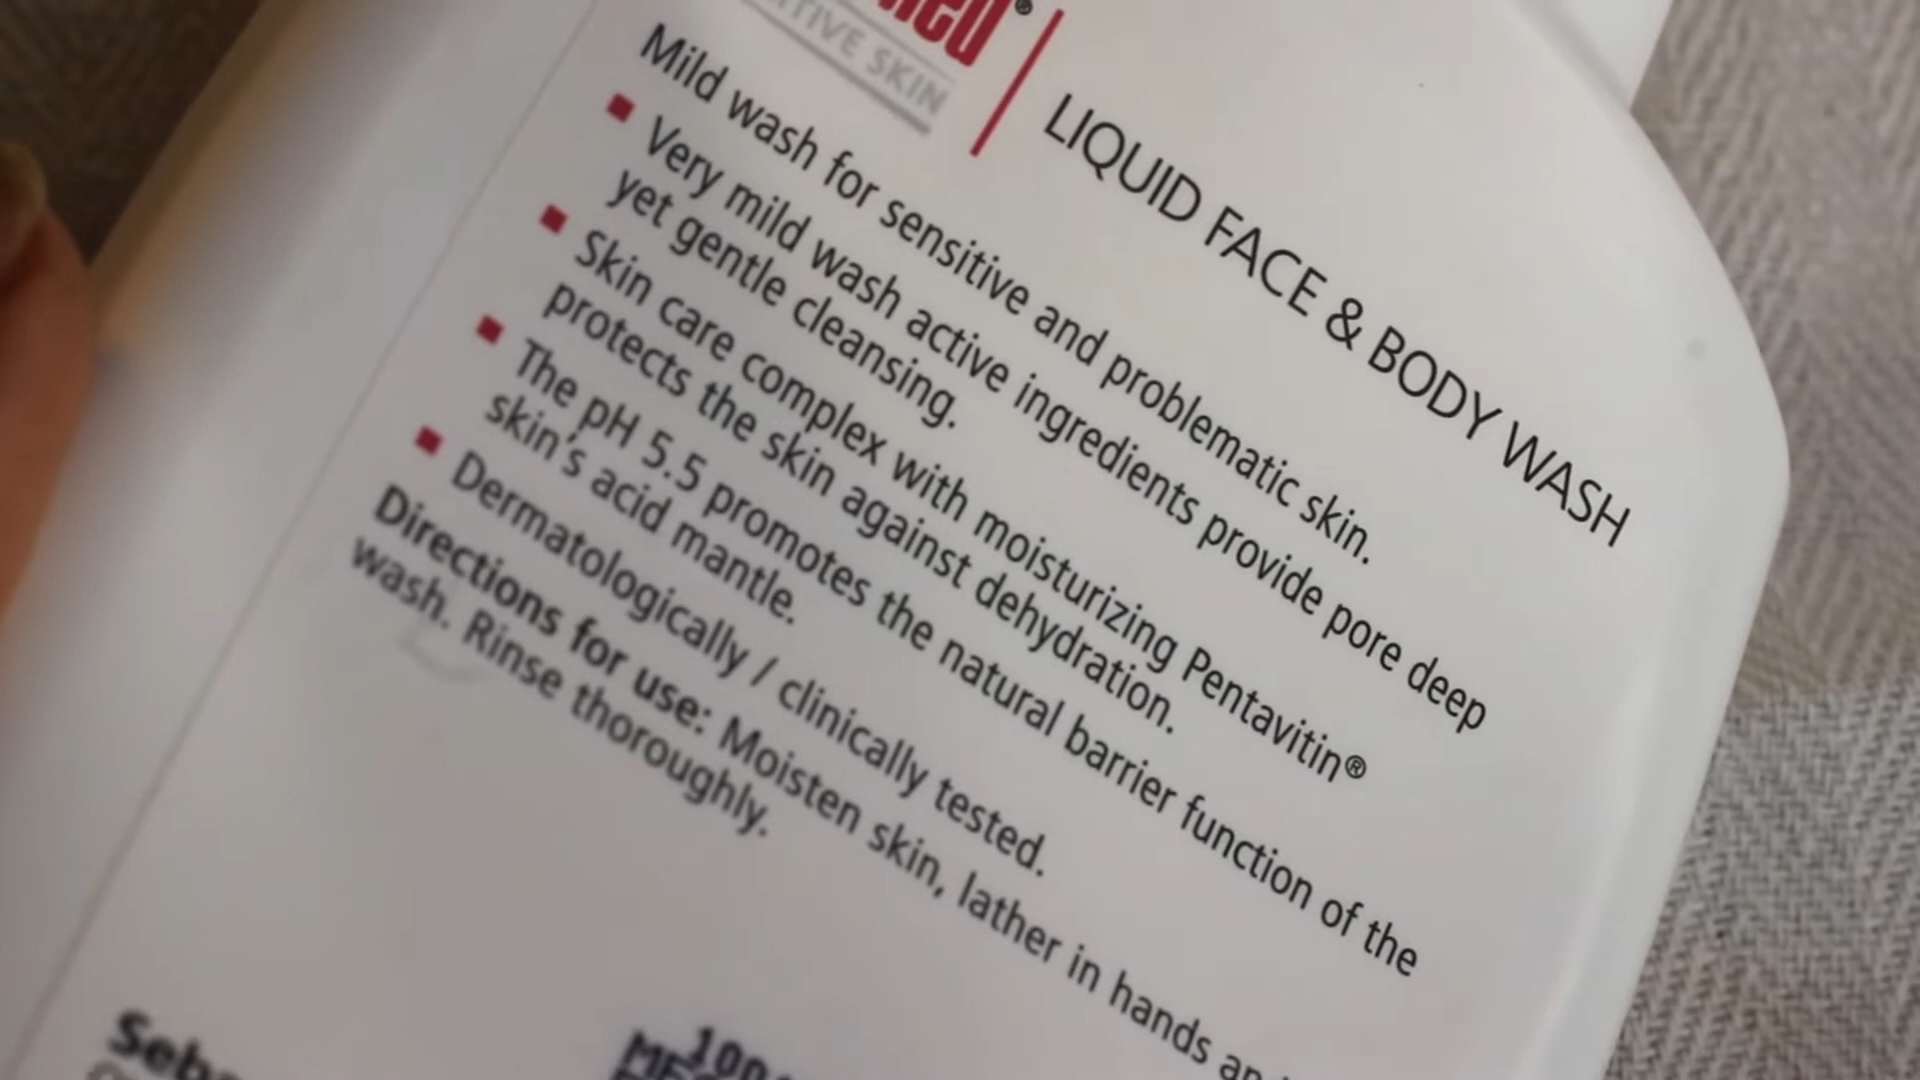 SKIN
LIQUID FACE & BODY WASH
Mild wash for sensitive and problematic skin.
Very mild wash active ingredients provide pore deep
yet gentle cleansing.
Skin care complex with moisturizing Pentavitin®
protects the skin against dehydration.
The pH 5.5 promotes the natural barrier function of the
skin's acid mantle.
Dermatologically / clinically tested.
Directions for use: Moisten skin, lather in hands
wash. Rinse thoroughly.